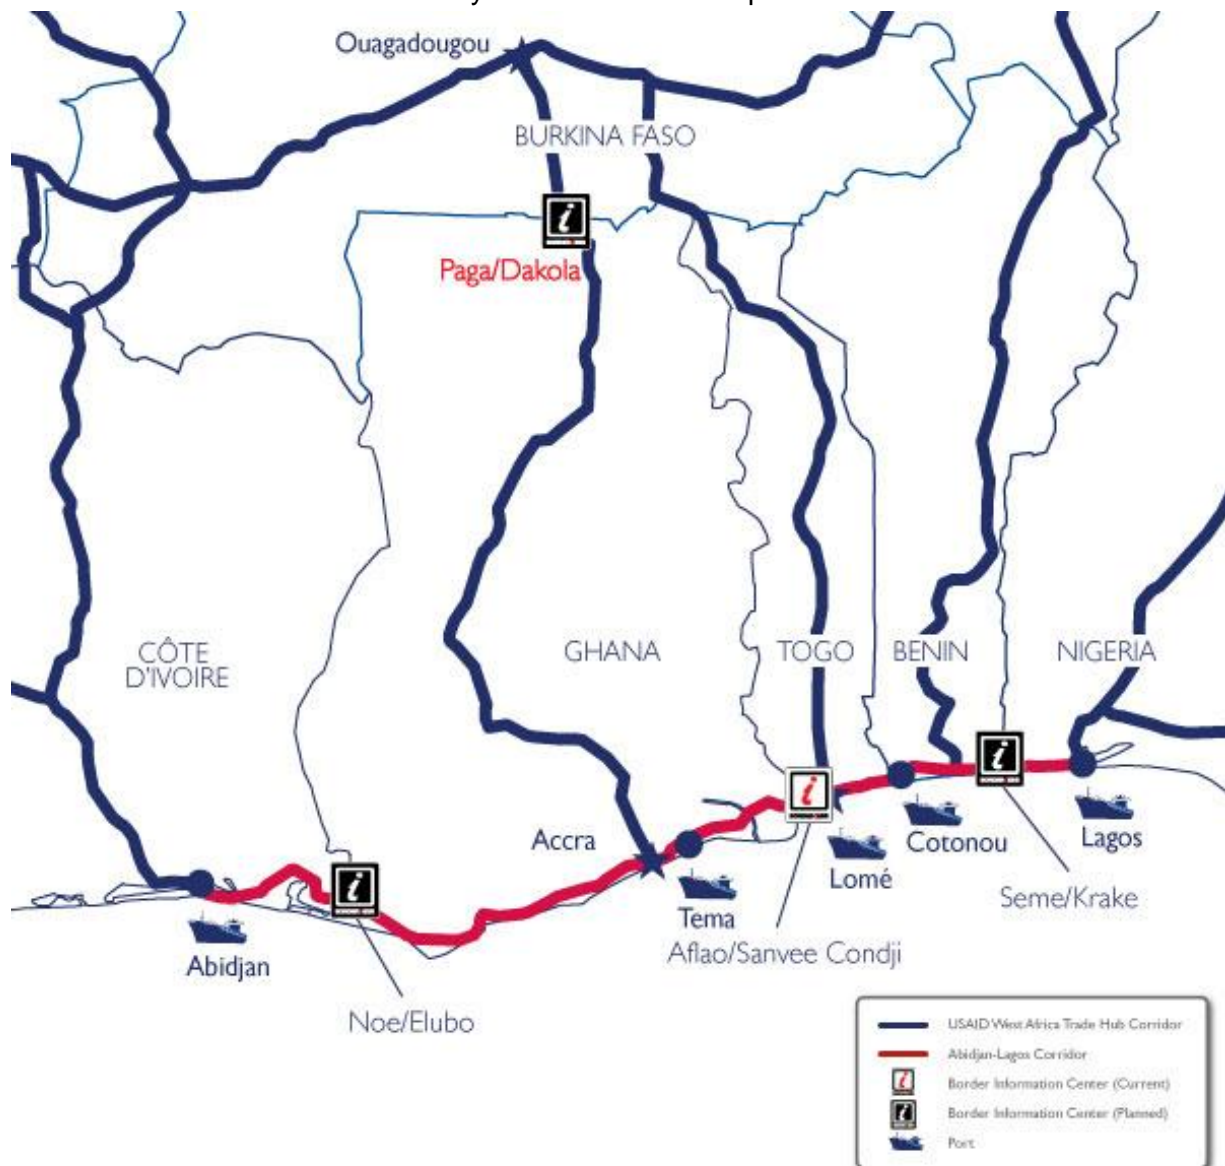 Ouagadougou
BURKINA FASO
Paga/Dakola
CÔTE
D'IVOIRE
GHANA
TOGO
BENIN
NIGERIA
Accra
Tema
Lomé
Cotonou
Lagos
Seme/Krake
Aflao/Sanvee Condji
Abidjan
Noe/Elubo
USAID West Africa Trade Hub Corridor
Abidjan-Lagos Corridor
Border Information Center (Current)
Border Information Center (Planned)
Port